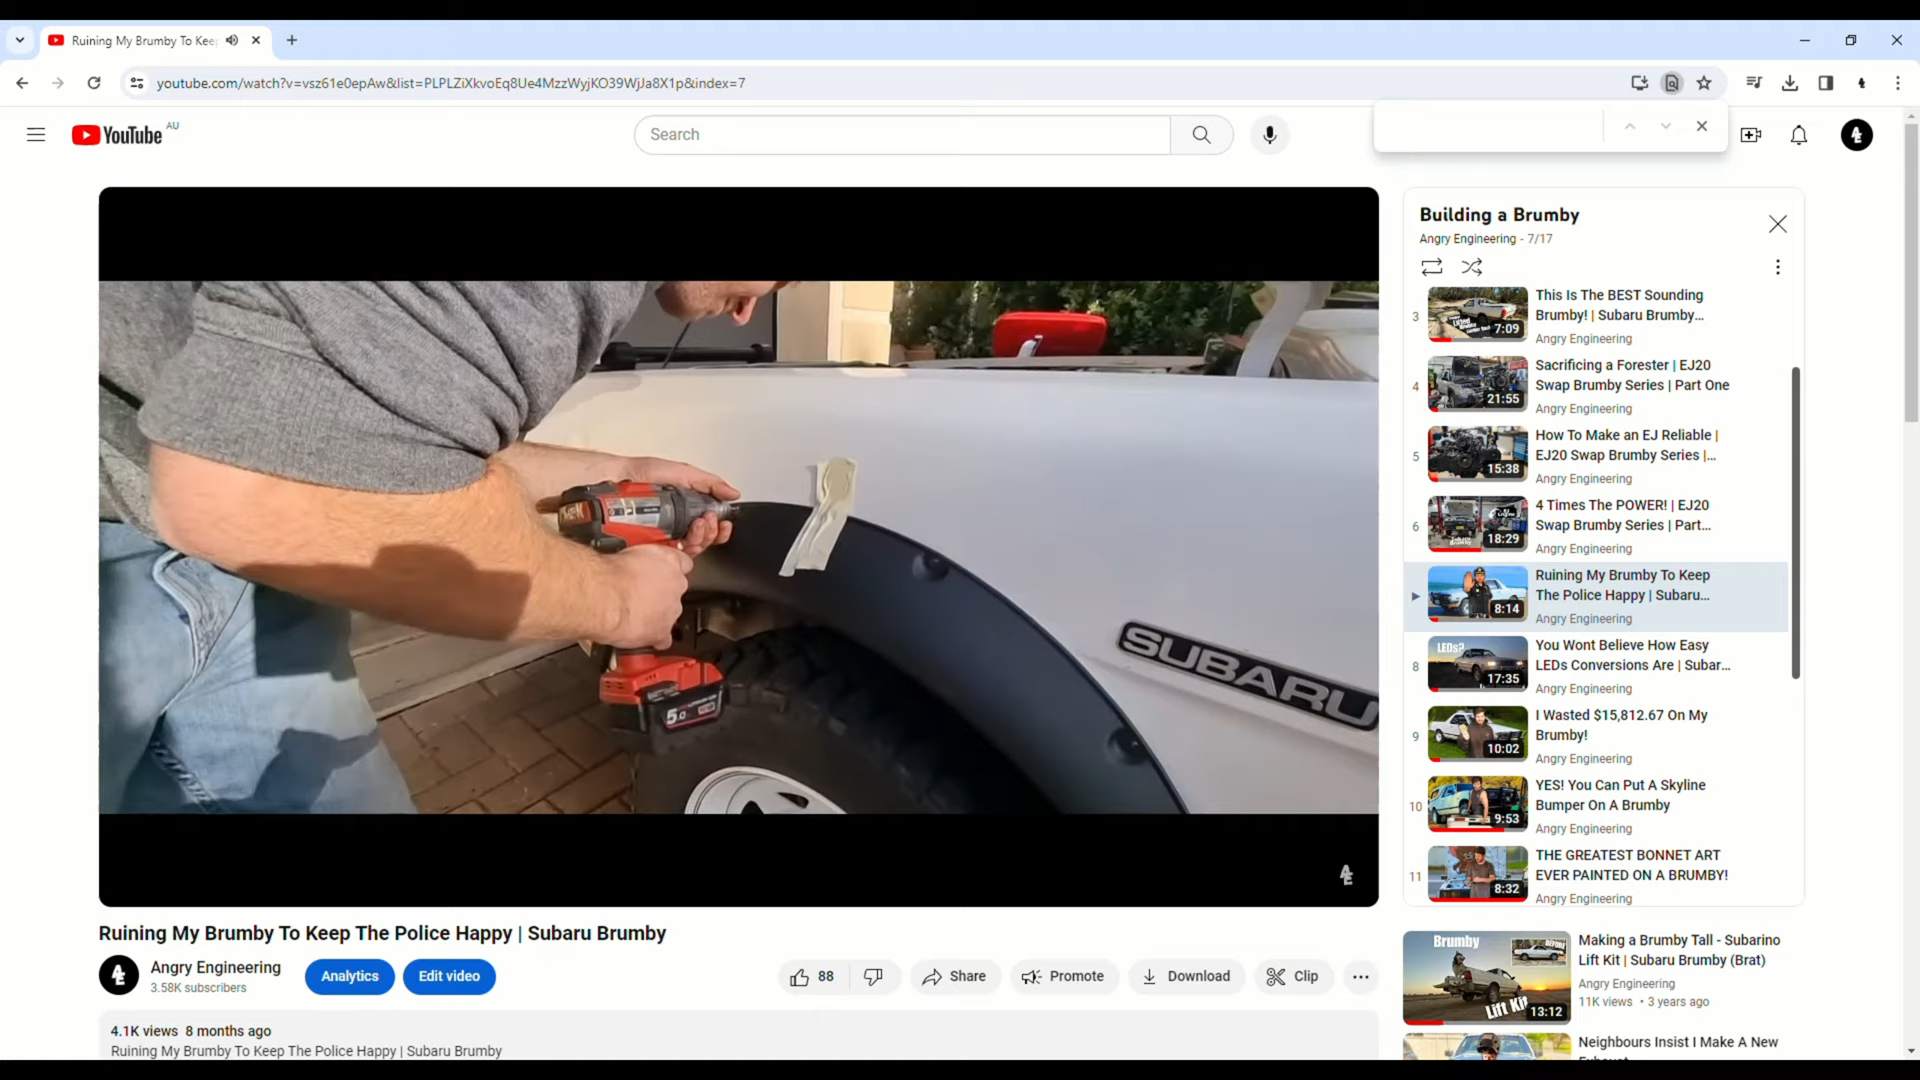 Ruining My Brumby To Kee
youtube.com/watch?v=vsz61e0epAw&list=PLPLZiXkvoEq8Ue4MzzWyjKO39WjJa8X1p&index=7
YouTube AU
Search
SUBARU
5.0
Building a Brumby
Angry Engineering - 7/17
3
7:09
This Is The BEST Sounding
Brumby! | Subaru Brumby...
Angry Engineering
4
21:55
Sacrificing a Forester | EJ20
Swap Brumby Series | Part One
Angry Engineering
5
15:38
How To Make an EJ Reliable |
EJ20 Swap Brumby Series |...
Angry Engineering
6
18:29
4 Times The POWER! | EJ20
Swap Brumby Series | Part...
Angry Engineering
8:14
Ruining My Brumby To Keep
The Police Happy | Subaru...
Angry Engineering
8
LEDs?
17:35
You Wont Believe How Easy
LEDs Conversions Are | Subar...
Angry Engineering
9
10:02
I Wasted $15,812.67 On My
Brumby!
Angry Engineering
10
9:53
YES! You Can Put A Skyline
Bumper On A Brumby
Angry Engineering
11
8:32
THE GREATEST BONNET ART
EVER PAINTED ON A BRUMBY!
Angry Engineering
Ruining My Brumby To Keep The Police Happy | Subaru Brumby
Angry Engineering
3.58K subscribers
Analytics
Edit video
88
Share
Promote
Download
Clip
4.1K views 8 months ago
Ruining My Brumby To Keep The Police Happy | Subaru Brumby
Brumby
BEFORE
Lift Kit
13:12
Making a Brumby Tall - Subarino
Lift Kit | Subaru Brumby (Brat)
Angry Engineering
11K views • 3 years ago
Neighbours Insist I Make A New
Exhaust